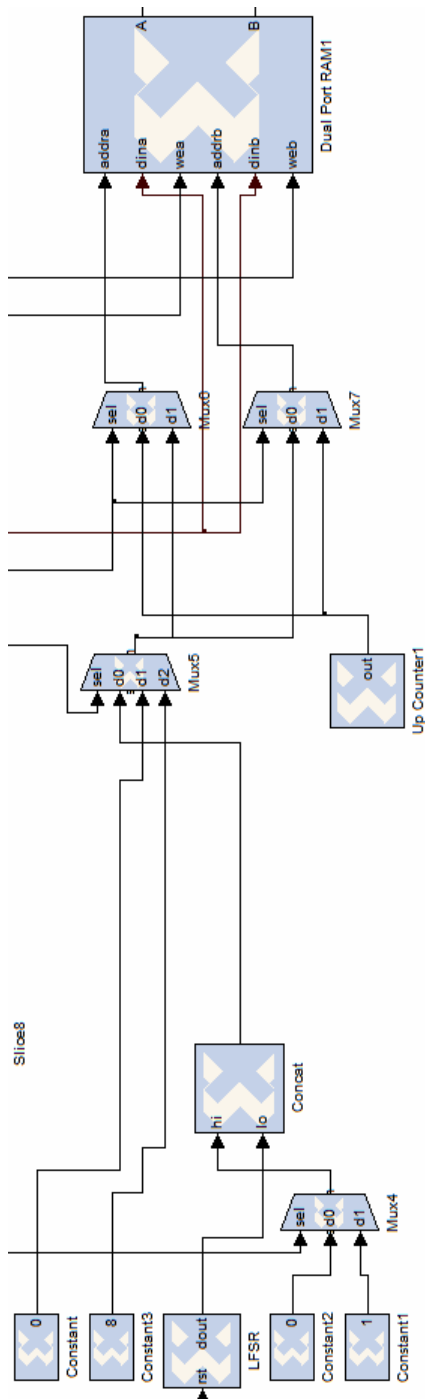 A
B
addra
dina
wea
addrb
dinb
web
Dual Port RAM1
sel
d0
d1
Mux6
sel
d0
d1
Mux7
sel
d0
d1
d2
Mux5
out
Up Counter1
Slice8
hi
lo
Concat
sel
d0
d1
Mux4
0
Constant
8
Constant3
rst
dout
LFSR
0
Constant2
1
Constant1